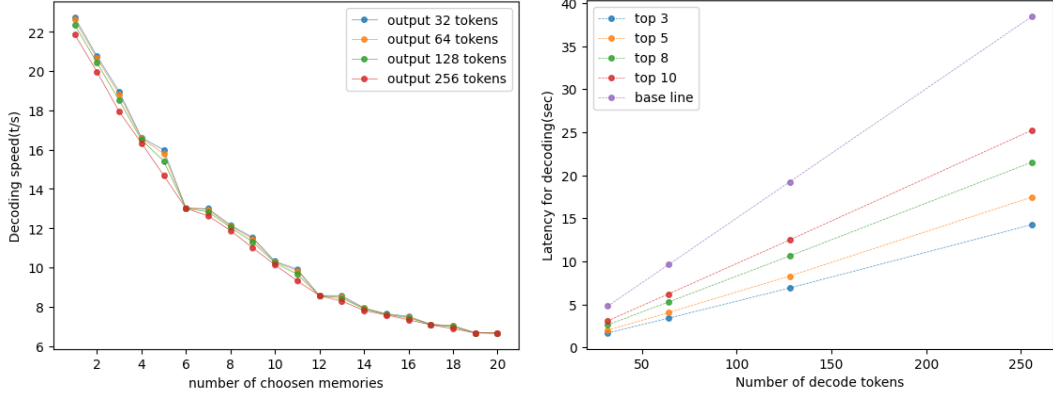 Decoding speed(t/s)
22
20
18
16
14
12
10
8
6
output 32 tokens
output 64 tokens
output 128 tokens
output 256 tokens
2 4 6 8 10 12 14 16 18 20
number of choosen memories
Latency for decoding(sec)
40
35
30
25
20
15
10
5
0
top 3
top 5
top 8
top 10
base line
50 100 150 200 250
Number of decode tokens